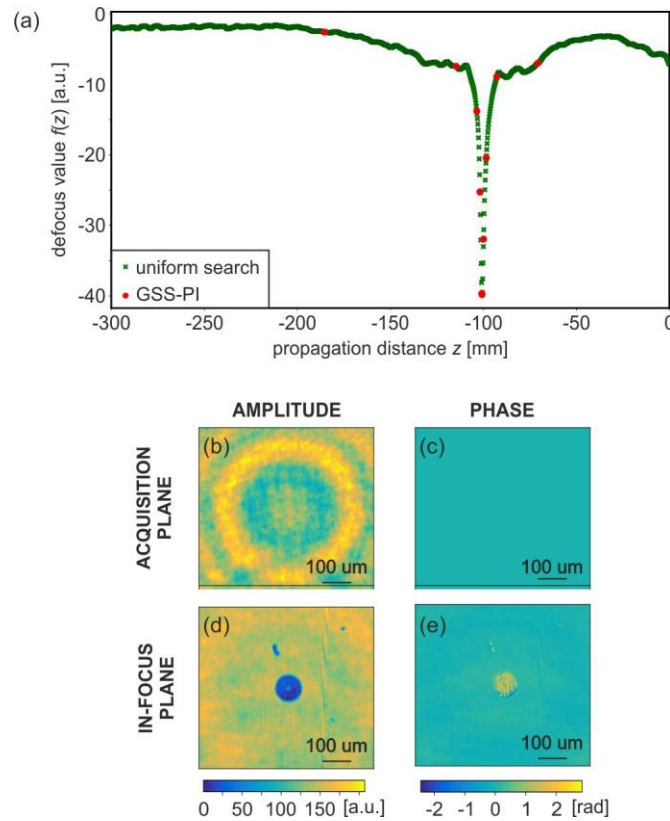 (a)
0
-10
-20
-30
-40
defocus value f(z) [a.u.]
uniform search
GSS-PI
-300
-250
-200
-150
-100
-50
0
propagation distance z [mm]
AMPLITUDE
PHASE
ACQUISITION
PLANE
(b)
100 um
(c)
100 um
IN-FOCUS
PLANE
(d)
100 um
(e)
100 um
0 50 100 150 [a.u.]
-2 -1 0 1 2 [rad]